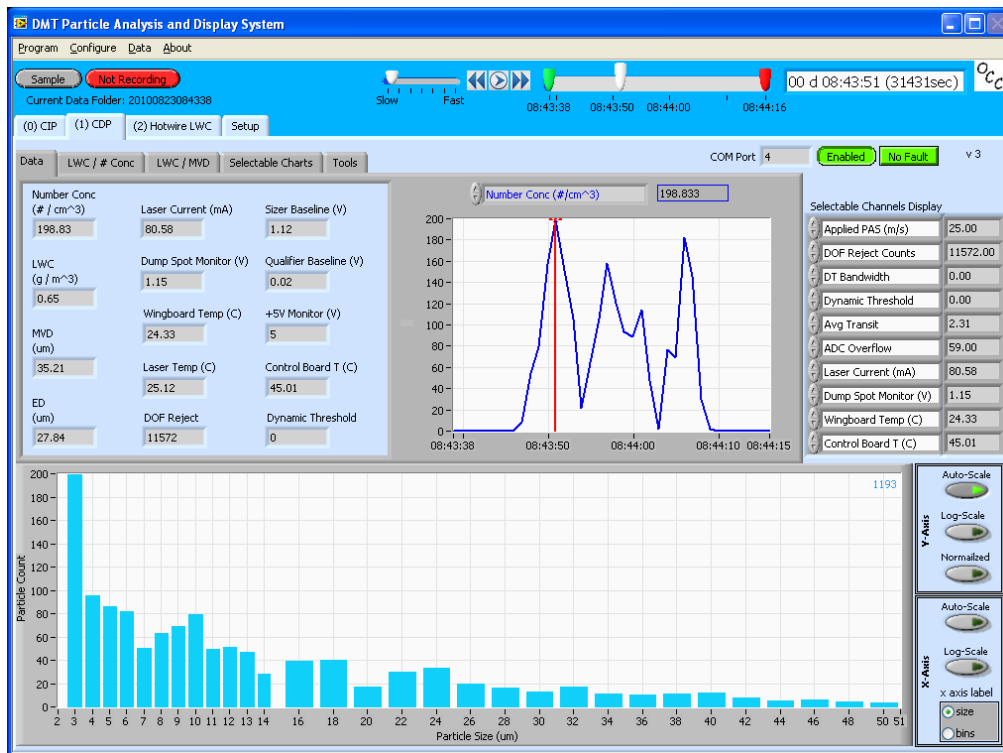 DMT Particle Analysis and Display System
Program Configure Data About
Sample Not Recording
Slow Fast
08:43:38 08:43:50 08:44:00 08:44:16
00 d 08:43:51 (31431sec)
OCC
Current Data Folder: 20100823084338
(0) CIP (1) CDP (2) Hotwire LWC Setup
Data LWC / # Conc LWC / MVD Selectable Charts Tools
COM Port 4 Enabled No Fault v 3
Number Conc
(# / cm^3)
198.83
LWC
(g / m^3)
0.65
MVD
(um)
35.21
ED
(um)
27.84
Laser Current (mA)
80.58
Dump Spot Monitor (V)
1.15
Wingboard Temp (C)
24.33
Laser Temp (C)
25.12
DOF Reject
11572
Sizer Baseline (V)
1.12
Qualifier Baseline (V)
0.02
+5V Monitor (V)
5
Control Board T (C)
45.01
Dynamic Threshold
0
Number Conc (#/cm^3) 198.833
200
180
160
140
120
100
80
60
40
20
0
08:43:38 08:43:50 08:44:00 08:44:10 08:44:15
Selectable Channels Display
Applied PAS (m/s) 25.00
DOF Reject Counts 11572.00
DT Bandwidth 0.00
Dynamic Threshold 0.00
Avg Transit 2.31
ADC Overflow 59.00
Laser Current (mA) 80.58
Dump Spot Monitor (V) 1.15
Wingboard Temp (C) 24.33
Control Board T (C) 45.01
Particle Count
200
180
160
140
120
100
80
60
40
20
0
1193
2 3 4 5 6 7 8 9 10 11 12 13 14 16 18 20 22 24 26 28 30 32 34 36 38 40 42 44 46 48 50 51
Particle Size (um)
Y-Axis
Auto-Scale
Log-Scale
Normailzed
X-Axis
Auto-Scale
Log-Scale
x axis label
size
bins